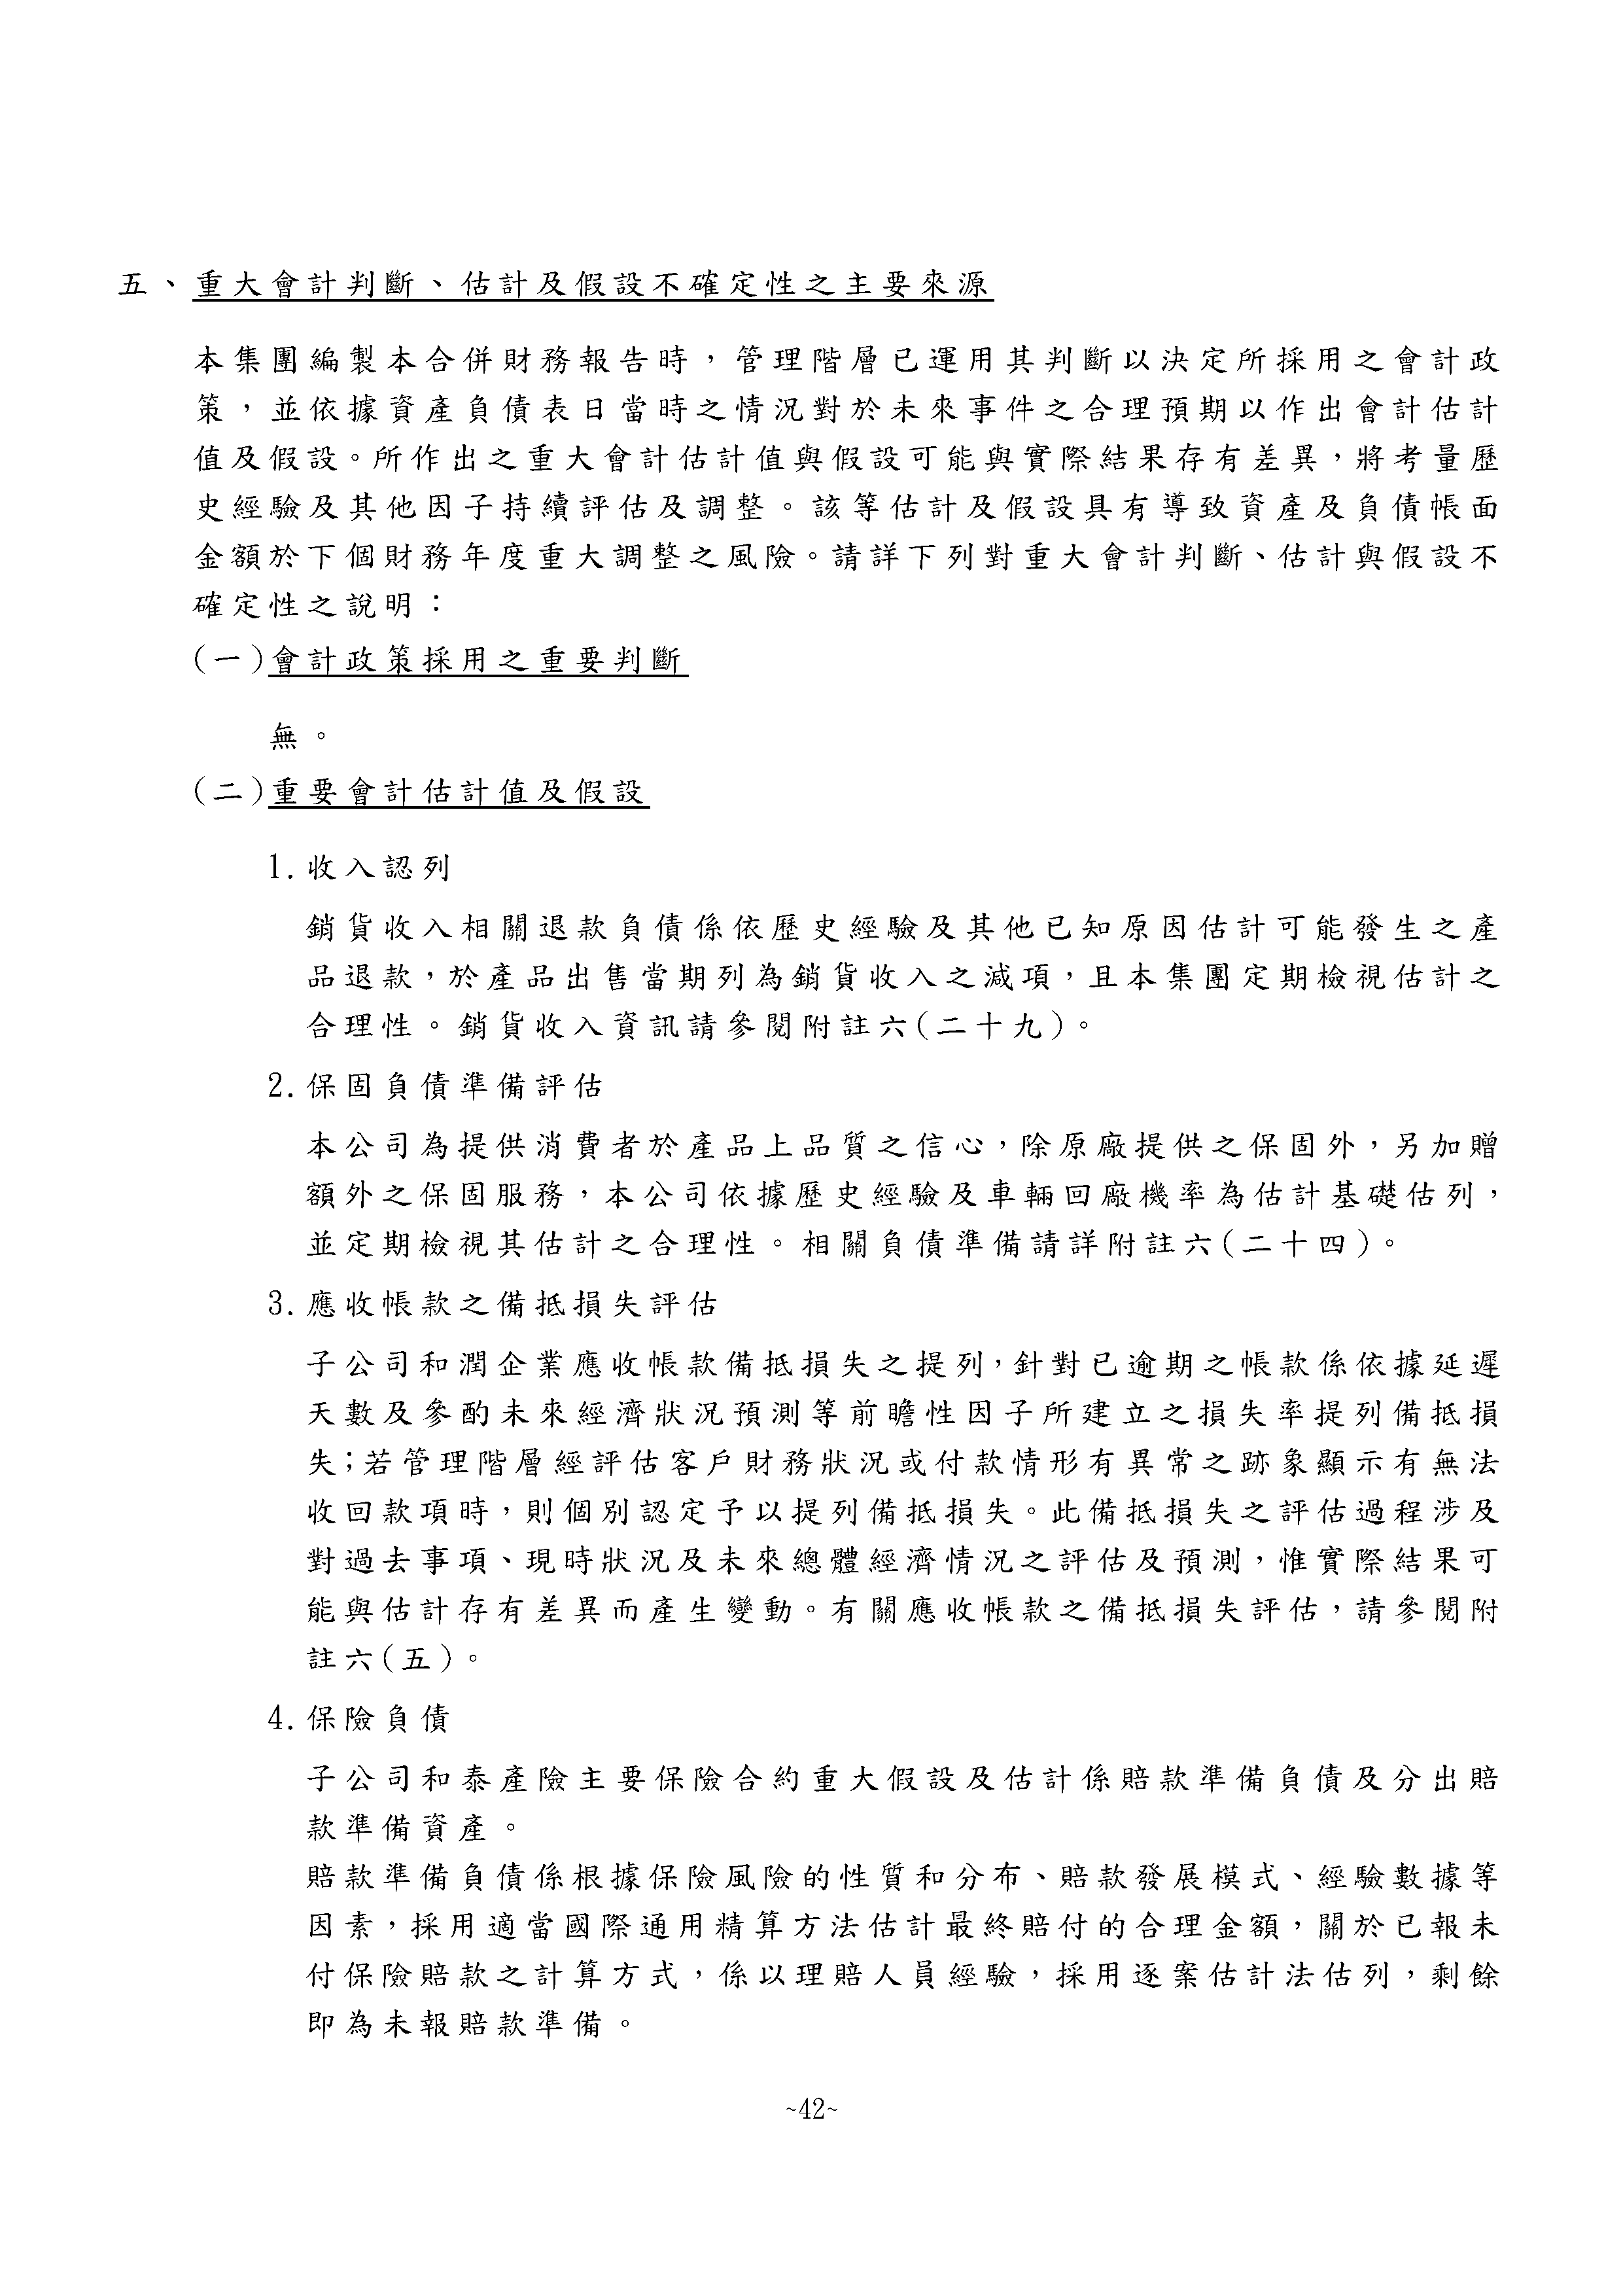 五、重大會計判斷、估計及假設不確定性之主要來源
本集團編製本合併財務報告時，管理階層已運用其判斷以決定所採用之會計政
策，並依據資產負債表日當時之情況對於未來事件之合理預期以作出會計估計
值及假設。所作出之重大會計估計值與假設可能與實際結果存有差異，將考量歷
史經驗及其他因子持續評估及調整。該等估計及假設具有導致資產及負債帳面
金額於下個財務年度重大調整之風險。請詳下列對重大會計判斷、估計與假設不
確定性之說明：
(一)會計政策採用之重要判斷
無。
(二)重要會計估計值及假設
1.收入認列
銷貨收入相關退款負債係依歷史經驗及其他已知原因估計可能發生之產
品退款，於產品出售當期列為銷貨收入之減項，且本集團定期檢視估計之
合理性。銷貨收入資訊請參閱附註六(二十九)。
2.保固負債準備評估
本公司為提供消費者於產品上品質之信心，除原廠提供之保固外，另加贈
額外之保固服務，本公司依據歷史經驗及車輛回廠機率為估計基礎估列，
並定期檢視其估計之合理性。相關負債準備請詳附註六(二十四)。
3.應收帳款之備抵損失評估
子公司和潤企業應收帳款備抵損失之提列，針對已逾期之帳款係依據延遲
天數及參酌未來經濟狀況預測等前瞻性因子所建立之損失率提列備抵損
失；若管理階層經評估客戶財務狀況或付款情形有異常之跡象顯示有無法
收回款項時，則個別認定予以提列備抵損失。此備抵損失之評估過程涉及
對過去事項、現時狀況及未來總體經濟情況之評估及預測，惟實際結果可
能與估計存有差異而產生變動。有關應收帳款之備抵損失評估，請參閱附
註六(五)。
4.保險負債
子公司和泰產險主要保險合約重大假設及估計係賠款準備負債及分出賠
款準備資產。
賠款準備負債係根據保險風險的性質和分布、賠款發展模式、經驗數據等
因素，採用適當國際通用精算方法估計最終賠付的合理金額，關於已報未
付保險賠款之計算方式，係以理賠人員經驗，採用逐案估計法估列，剩餘
即為未報賠款準備。
~42~